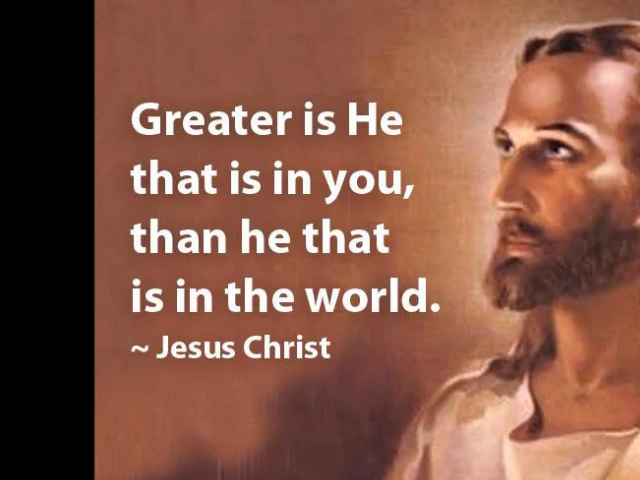 Greater is He
that is in you,
than he that
is in the world.
~ Jesus Christ